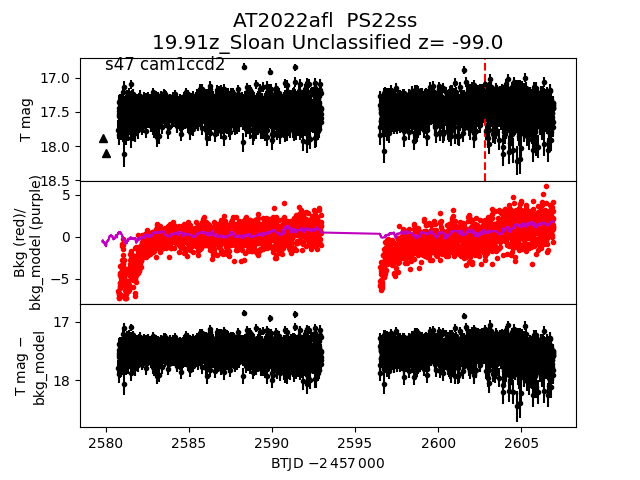 AT2022afl  PS22ss
19.91z_Sloan Unclassified z= -99.0
s47 cam1ccd2
17.0
17.5
18.0
18.5
T mag
5
0
−5
Bkg (red)/
bkg_model (purple)
17
18
T mag −
bkg_model
2580
2585
2590
2595
2600
2605
BTJD −2 457 000